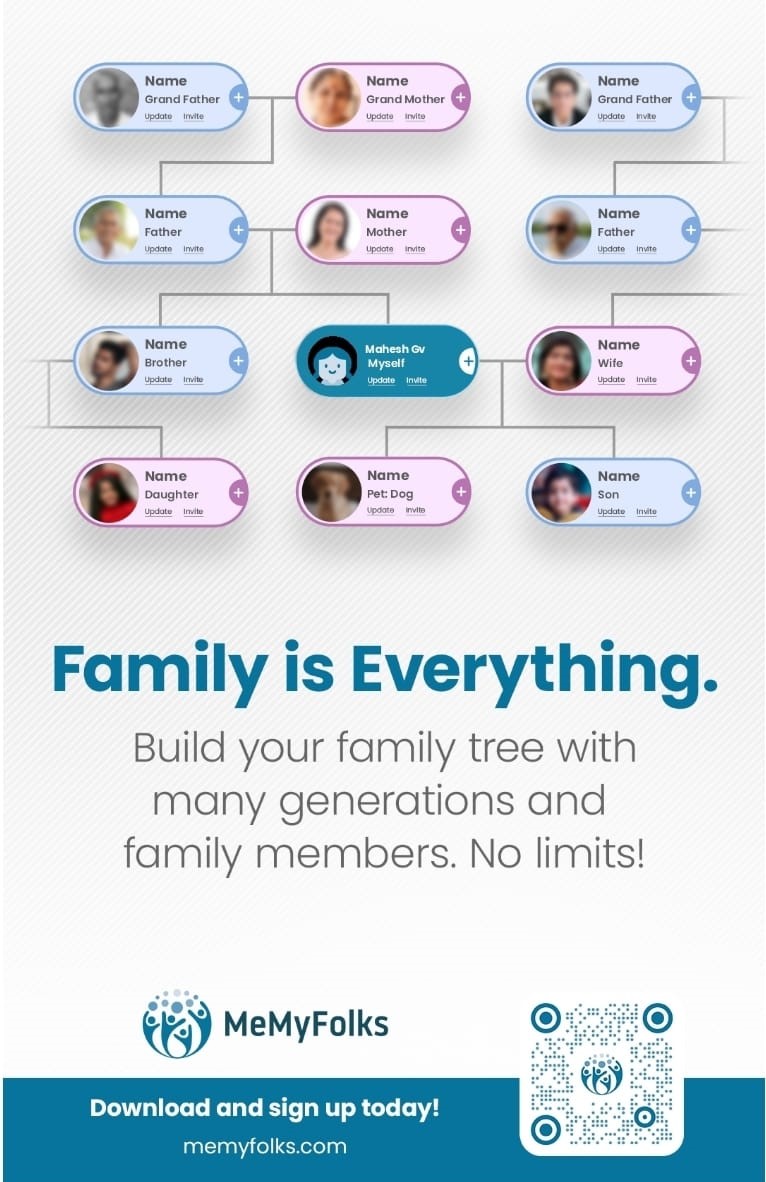 Name
Grand Father
Update Invite
+
Name
Grand Mother
Update Invite
+
Name
Grand Father
Update Invite
+
Name
Father
Update Invite
+
Name
Mother
Update Invite
+
Name
Father
Update Invite
+
Name
Brother
Update Invite
+
Mahesh Gv
Myself
Update Invite
+
Name
Wife
Update Invite
+
Name
Daughter
Update Invite
+
Name
Pet: Dog
Update Invite
+
Name
Son
Update Invite
+
Family is Everything.
Build your family tree with
many generations and
family members. No limits!
MeMyFolks
Download and sign up today!
memyfolks.com